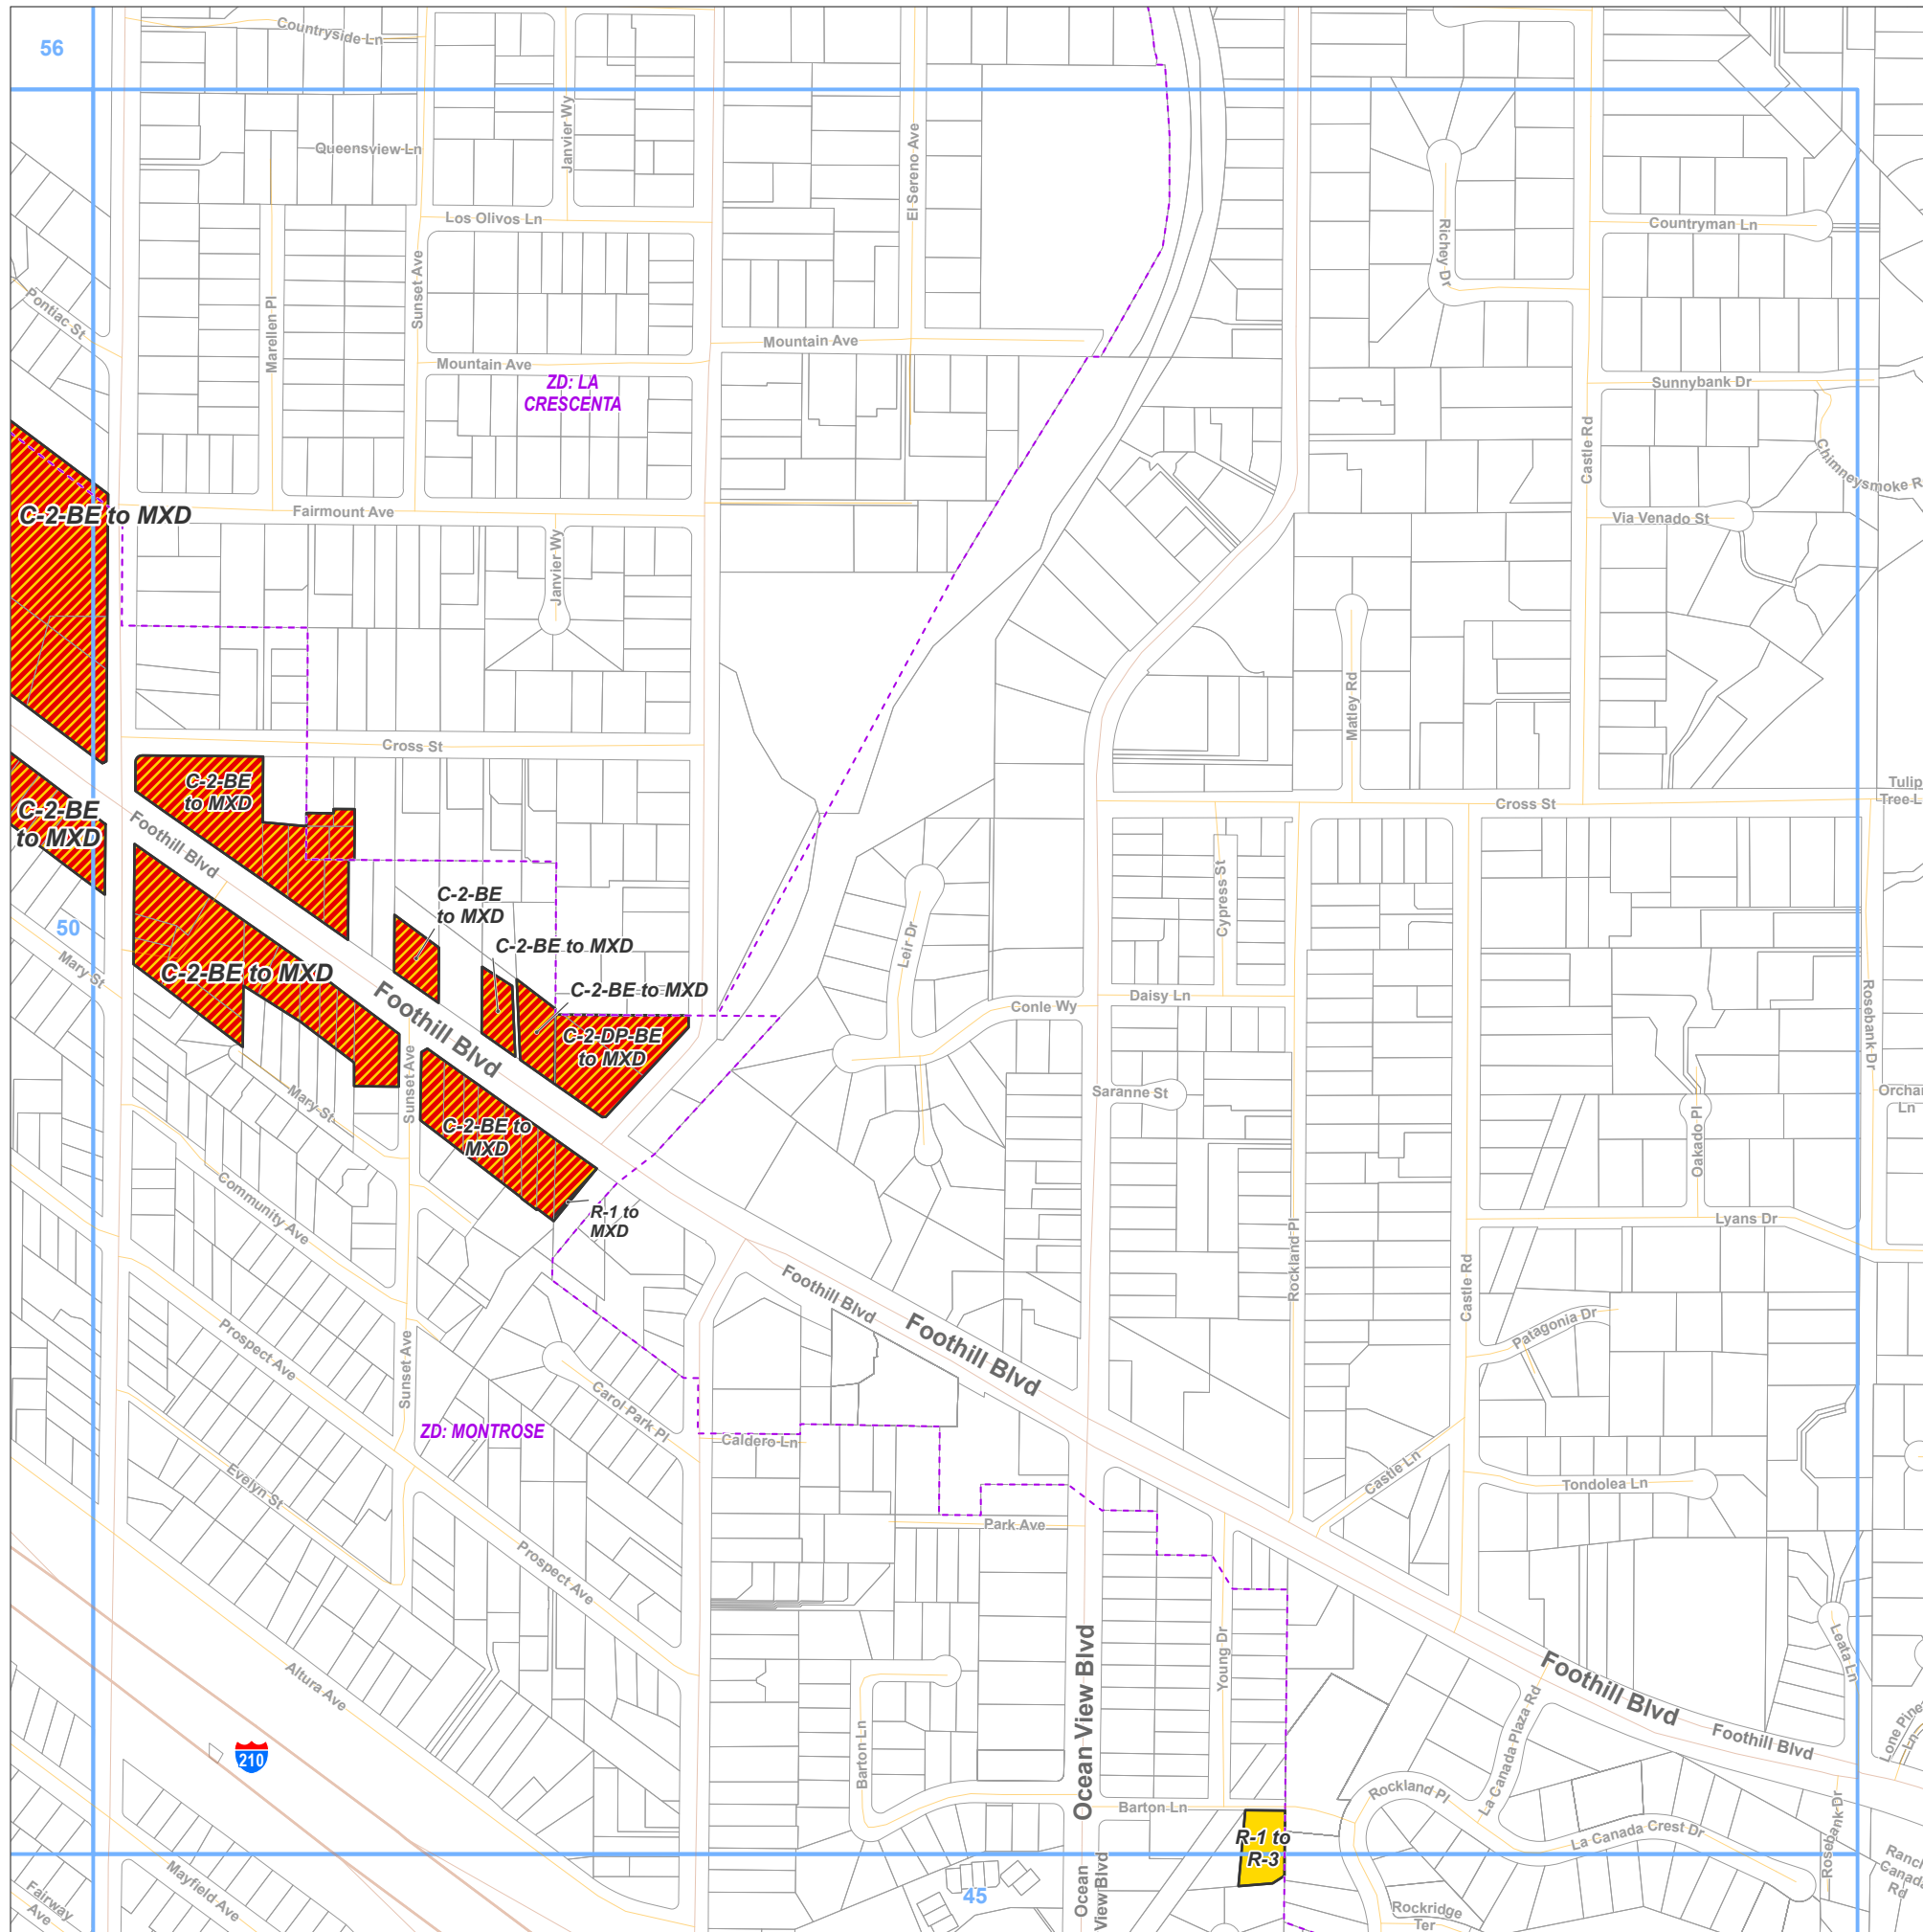 56
Countryside Ln
Queensview Ln
Janvier Wy
El Sereno Ave
Los Olivos Ln
Richey Dr
Countryman Ln
Pontiac St
Marellen Pl
Sunset Ave
Mountain Ave
Mountain Ave
ZD: LA
CRESCENTA
Sunnybank Dr
Castle Rd
Chimneysmoke R
C-2-BE to MXD
Fairmount Ave
Via Venado St
Janvier Wy
Matley Rd
Cross St
C-2-BE
to MXD
C-2-BE
to MXD
Foothill Blvd
Tulip
Tree L
Cross St
C-2-BE
to MXD
50
Mary St
C-2-BE to MXD
C-2-BE to MXD
C-2-BE to MXD
Foothill Blvd
C-2-DP-BE
to MXD
Leir Dr
Cypress St
Conle Wy
Daisy Ln
Rosebank Dr
Saranne St
Orchar
Ln
Oakado Pl
Mary St
Sunset Ave
C-2-BE to
MXD
R-1 to
MXD
Community Ave
Lyans Dr
Rockland Pl
Castle Rd
Foothill Blvd
Foothill Blvd
Patagonia Dr
Prospect Ave
Sunset Ave
Carol Park Pl
ZD: MONTROSE
Caldero Ln
Castle Ln
Tondolea Ln
Evelyn St
Park Ave
Prospect Ave
Ocean View Blvd
Young Dr
Leata Ln
Foothill Blvd
Foothill Blvd
Lone Pine
Ln
Altura Ave
210
Barton Ln
La Canada Plaza Rd
Rockland Pl
Barton Ln
R-1 to
R-3
La Canada Crest Dr
Rosebank Dr
Ranch
Canada
Rd
Mayfield Ave
Fairway
Ave
45
Ocean
View Blvd
Rockridge
Ter